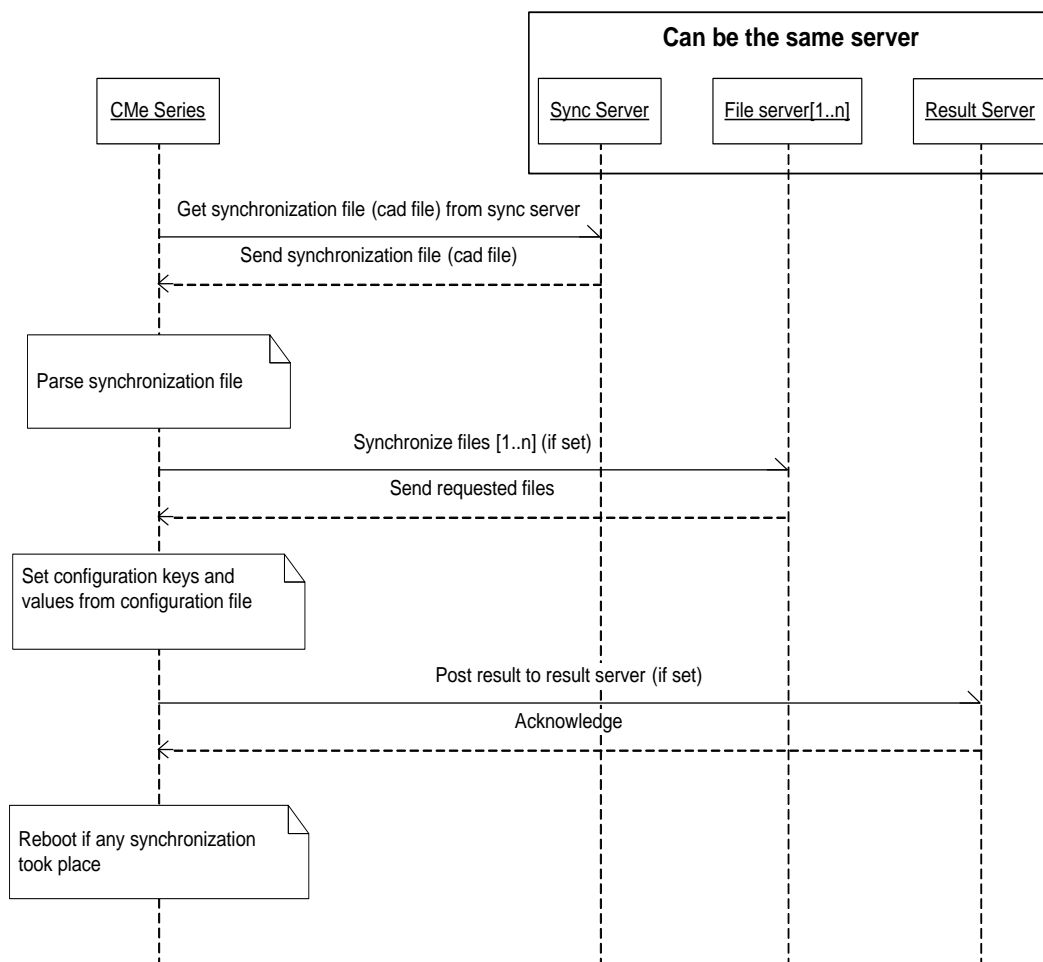 Can be the same server
CMe Series
Sync Server
File server[1..n]
Result Server
Get synchronization file (cad file) from sync server
Send synchronization file (cad file)
Parse synchronization file
Synchronize files [1..n] (if set)
Send requested files
Set configuration keys and
values from configuration file
Post result to result server (if set)
Acknowledge
Reboot if any synchronization
took place